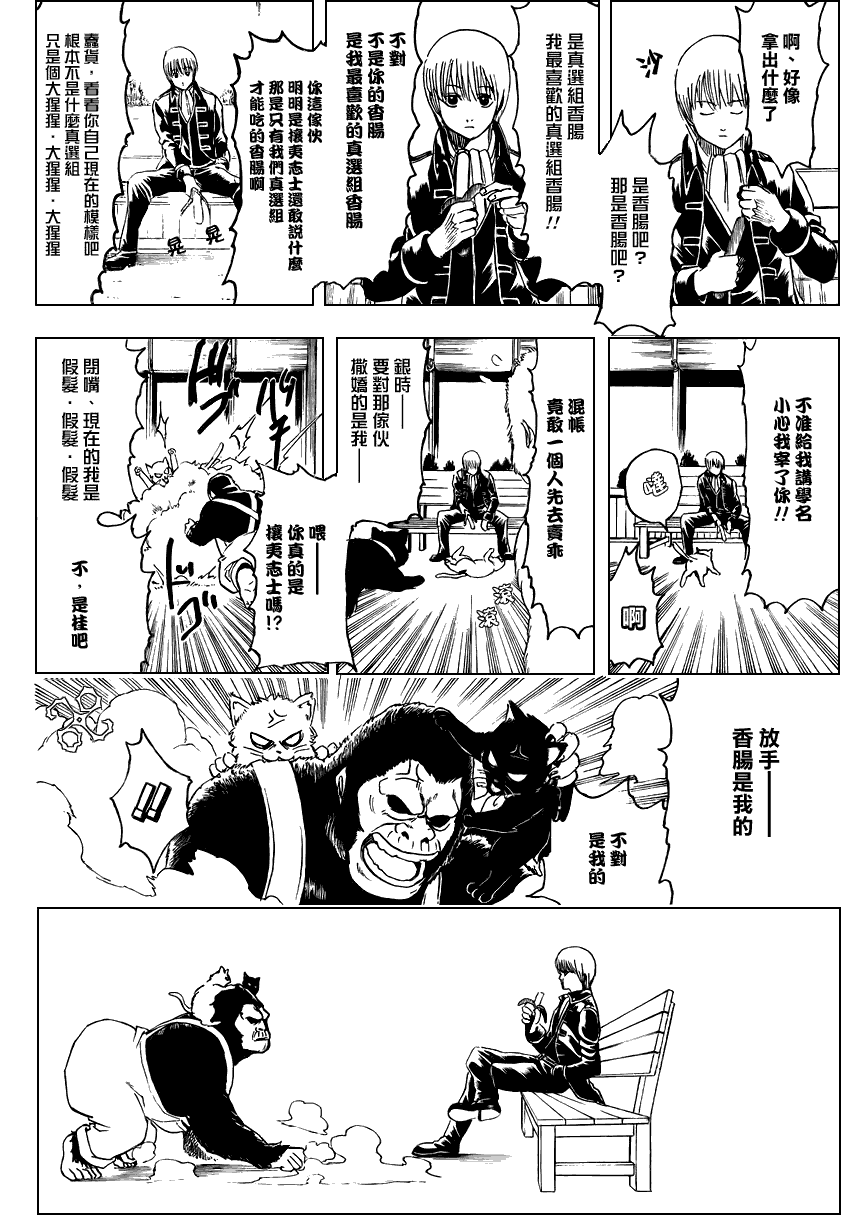 啊、好像
拿出什麼了
沙
是香腸吧?
那是香腸吧?
是真選組香腸
我最喜歡的真選組香腸!!
不對
不是你的香腸
是我最喜歡的真選組香腸
你這傢伙
明明是攘夷志士還敢說什麼
那是只有我們真選組
才能吃的香腸啊
蠢貨,看看你自己現在的模樣吧
根本不是什麼真選組
只是個大猩猩.大猩猩.大猩猩
晃
晃
不准給我講學名
小心我宰了你!!
啊
混帳
竟敢一個人先去賣乖
銀時——
要對那傢伙
撒嬌的是我——
滾
滾
喂——
你真的是
攘夷志士嗎!?
閉嘴、現在的我是
假髮.假髮.假髮
不,是桂吧
ドゴ
ドゴ
放手——
香腸是我的
不對
是我的
!!